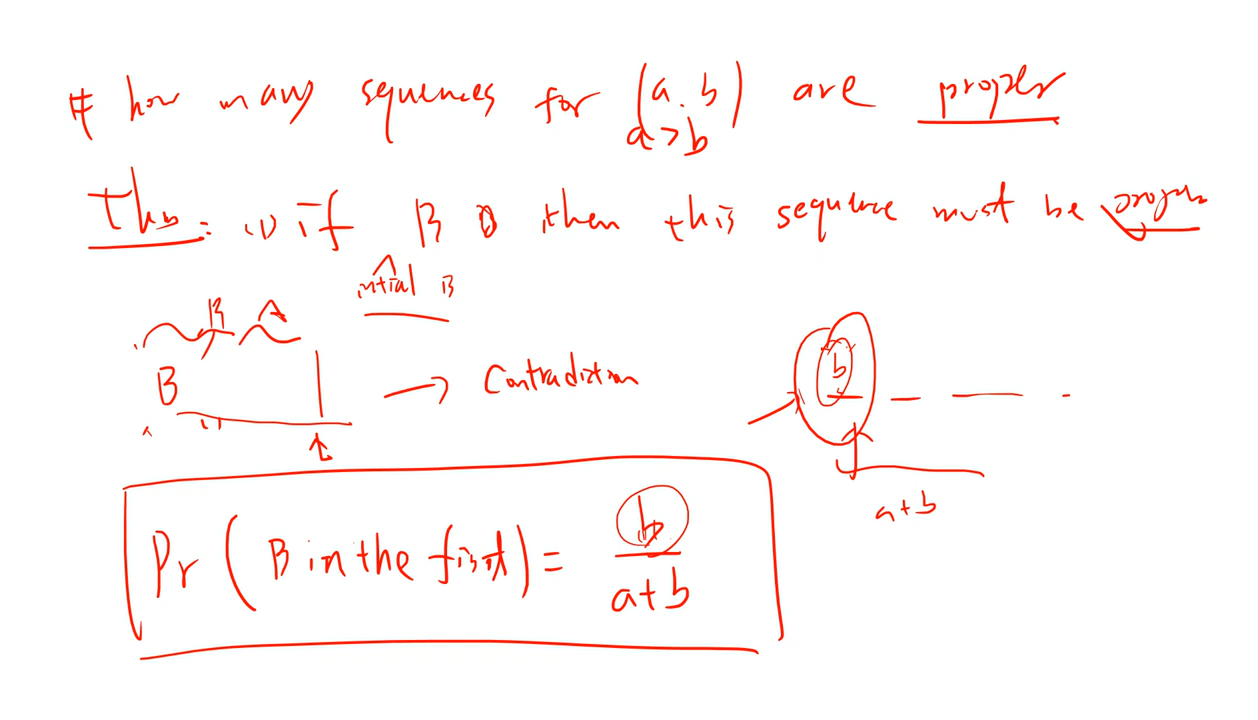 # how many sequences for (a, b) are proper
a > b
Thm: (1) if B then this sequence must be proper
initial B
B A
B → Contradiction
b
a+b
Pr ( B in the first ) = b / a+b